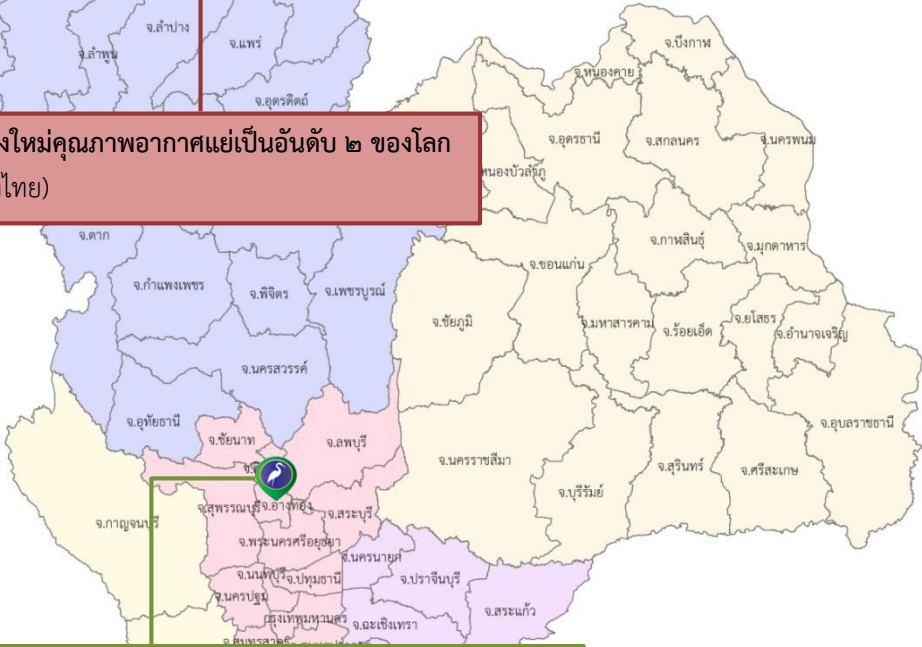 จ.บึงกาฬ
จ.ลำปาง
จ.ลำพูน
จ.แพร่
จ.หนองคาย
จ.อุตรดิตถ์
งใหม่คุณภาพอากาศแย่เป็นอันดับ ๒ ของโลก
ไทย)
จ.อุดรธานี
จ.สกลนคร
จ.นครพนม
หนองบัวลำภู
จ.ตาก
จ.กาฬสินธุ์
จ.มุกดาหาร
จ.กำแพงเพชร
จ.พิจิตร
จ.เพชรบูรณ์
จ.ขอนแก่น
จ.ชัยภูมิ
จ.มหาสารคาม
จ.ร้อยเอ็ด
จ.ยโสธร
จ.อำนาจเจริญ
จ.นครสวรรค์
จ.อุทัยธานี
จ.ชัยนาท
จ.ลพบุรี
จ.อุบลราชธานี
จ.นครราชสีมา
จ.สุรินทร์
จ.ศรีสะเกษ
จ.บุรีรัมย์
จ.กาญจนบุรี
จ.สุพรรณบุรี
จ.อ่างทอง
จ.สระบุรี
จ.พระนครศรีอยุธยา
จ.นครนายก
จ.นนทบุรี
จ.ปทุมธานี
จ.ปราจีนบุรี
จ.นครปฐม
จ.สระแก้ว
กรุงเทพมหานคร
จ.ฉะเชิงเทรา